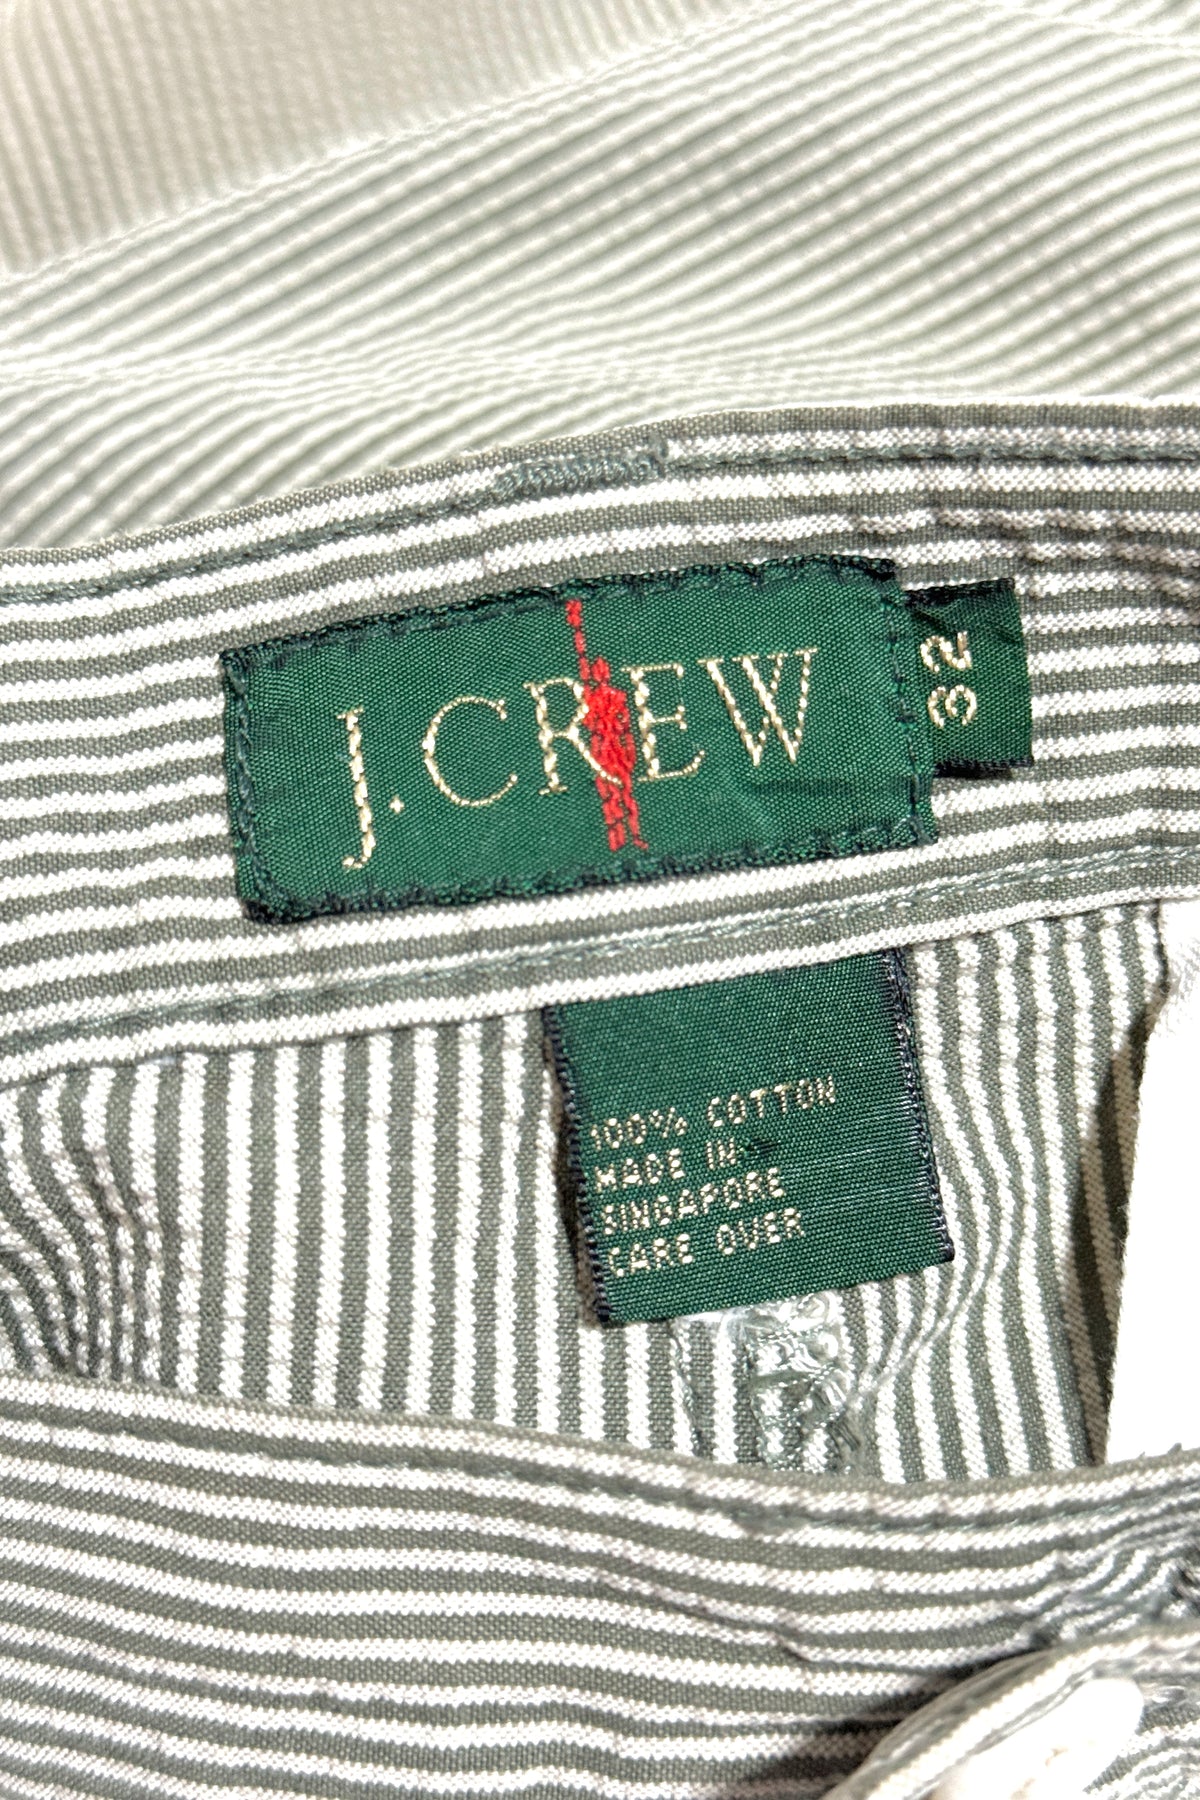 J.CREW
32
100% COTTON
MADE IN
SINGAPORE
CARE OVER